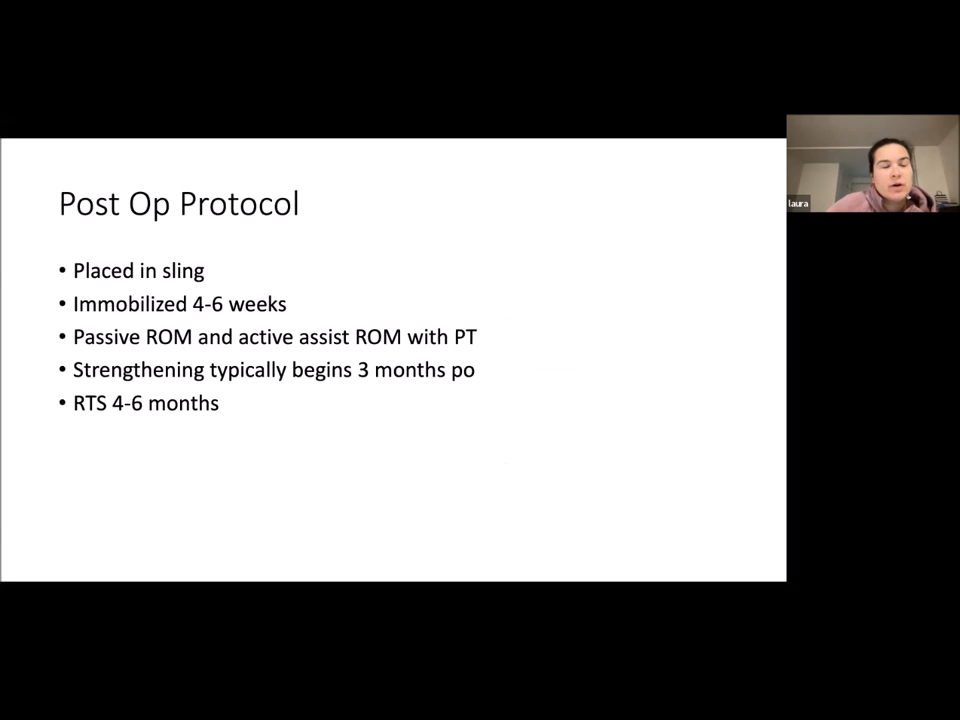 Post Op Protocol
• Placed in sling
• Immobilized 4-6 weeks
• Passive ROM and active assist ROM with PT
• Strengthening typically begins 3 months po
• RTS 4-6 months
laura